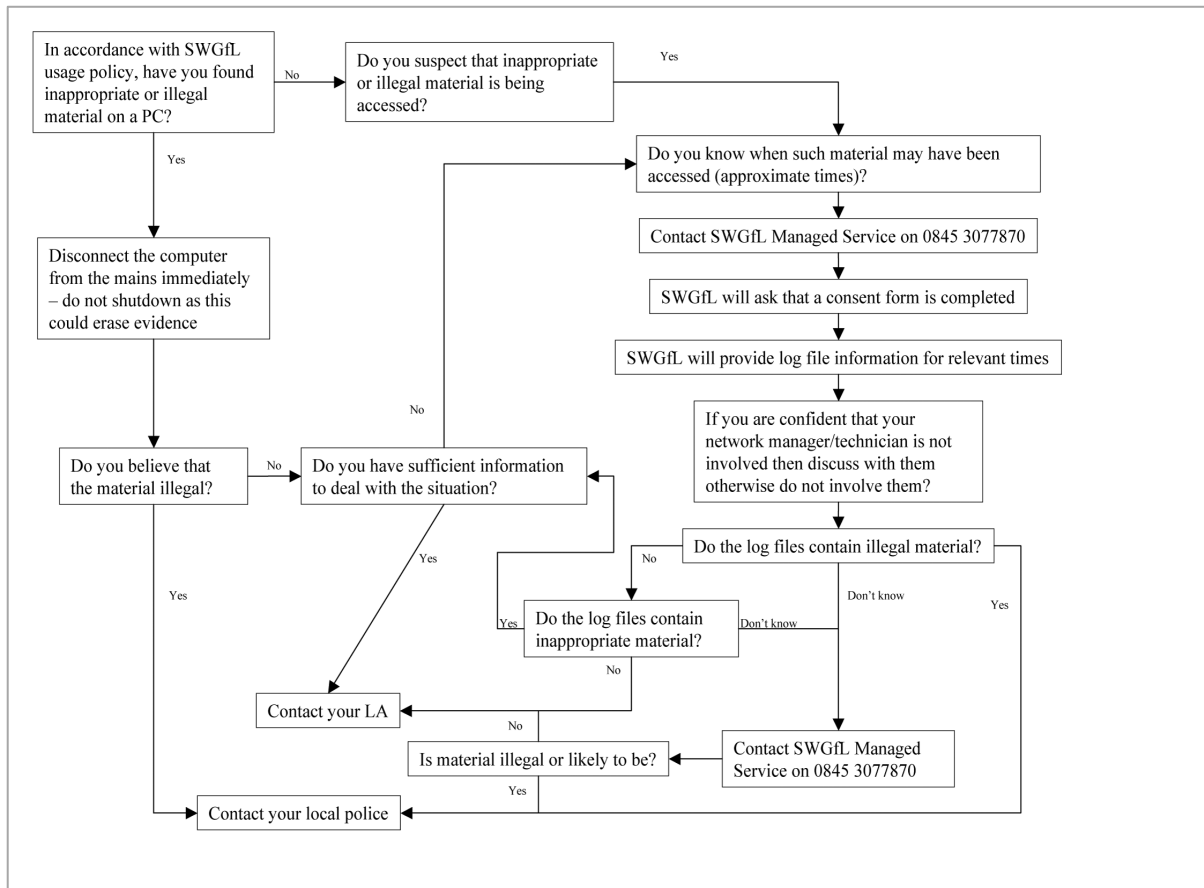 In accordance with SWGfL
usage policy, have you found
inappropriate or illegal
material on a PC?
No
Do you suspect that inappropriate
or illegal material is being
accessed?
Yes
Yes
Do you know when such material may have been
accessed (approximate times)?
Contact SWGfL Managed Service on 0845 3077870
Disconnect the computer
from the mains immediately
– do not shutdown as this
could erase evidence
SWGfL will ask that a consent form is completed
SWGfL will provide log file information for relevant times
No
If you are confident that your
network manager/technician is not
involved then discuss with them
otherwise do not involve them?
Do you believe that
the material illegal?
No
Do you have sufficient information
to deal with the situation?
Do the log files contain illegal material?
Yes
No
Yes
Don't know
Yes
Do the log files contain
inappropriate material?
Yes
Don't know
No
Contact your LA
No
Is material illegal or likely to be?
Contact SWGfL Managed
Service on 0845 3077870
Yes
Contact your local police